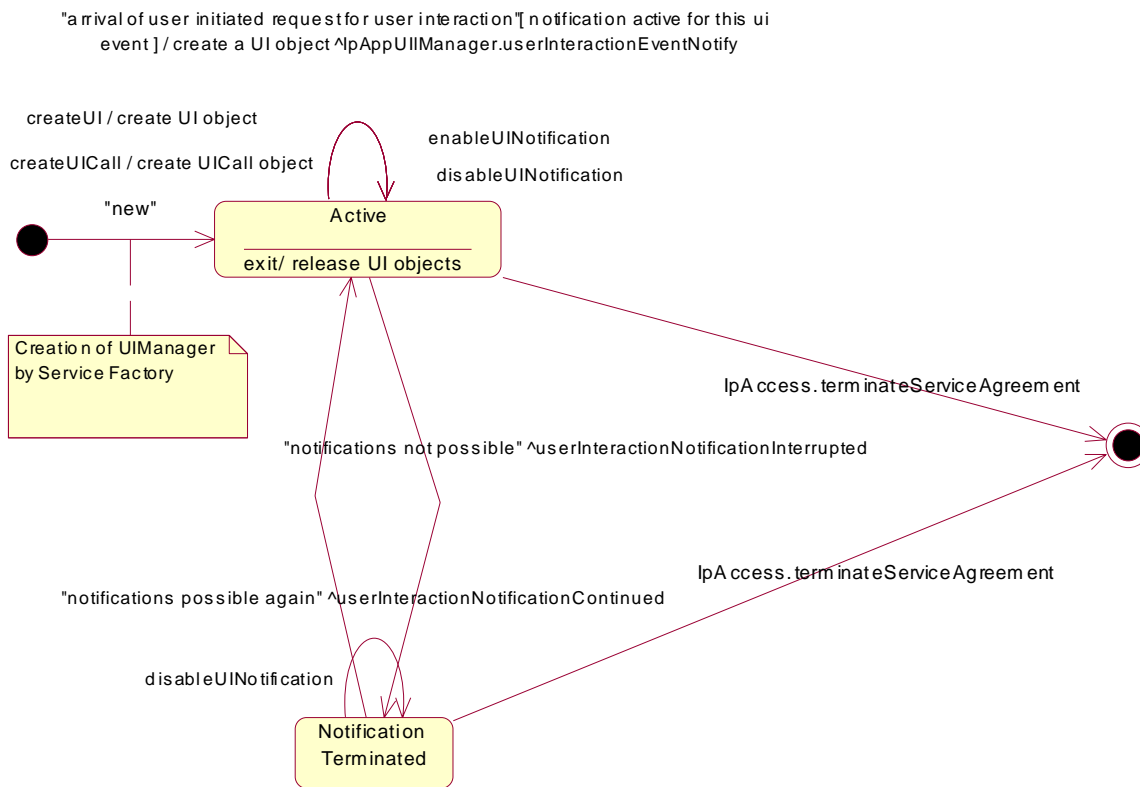 "arrival of user initiated request for user interaction"[ notification active for this ui
event ] / create a UI object ^IpAppUIIManager.userInteractionEventNotify
createUI / create UI object
enableUINotification
createUICall / create UICall object
disableUINotification
"new"
Active
exit/ release UI objects
Creation of UIManager
by Service Factory
IpAccess.terminateServiceAgreement
"notifications not possible" ^userInteractionNotificationInterrupted
IpAccess.terminateServiceAgreement
"notifications possible again" ^userInteractionNotificationContinued
disableUINotification
Notification
Terminated